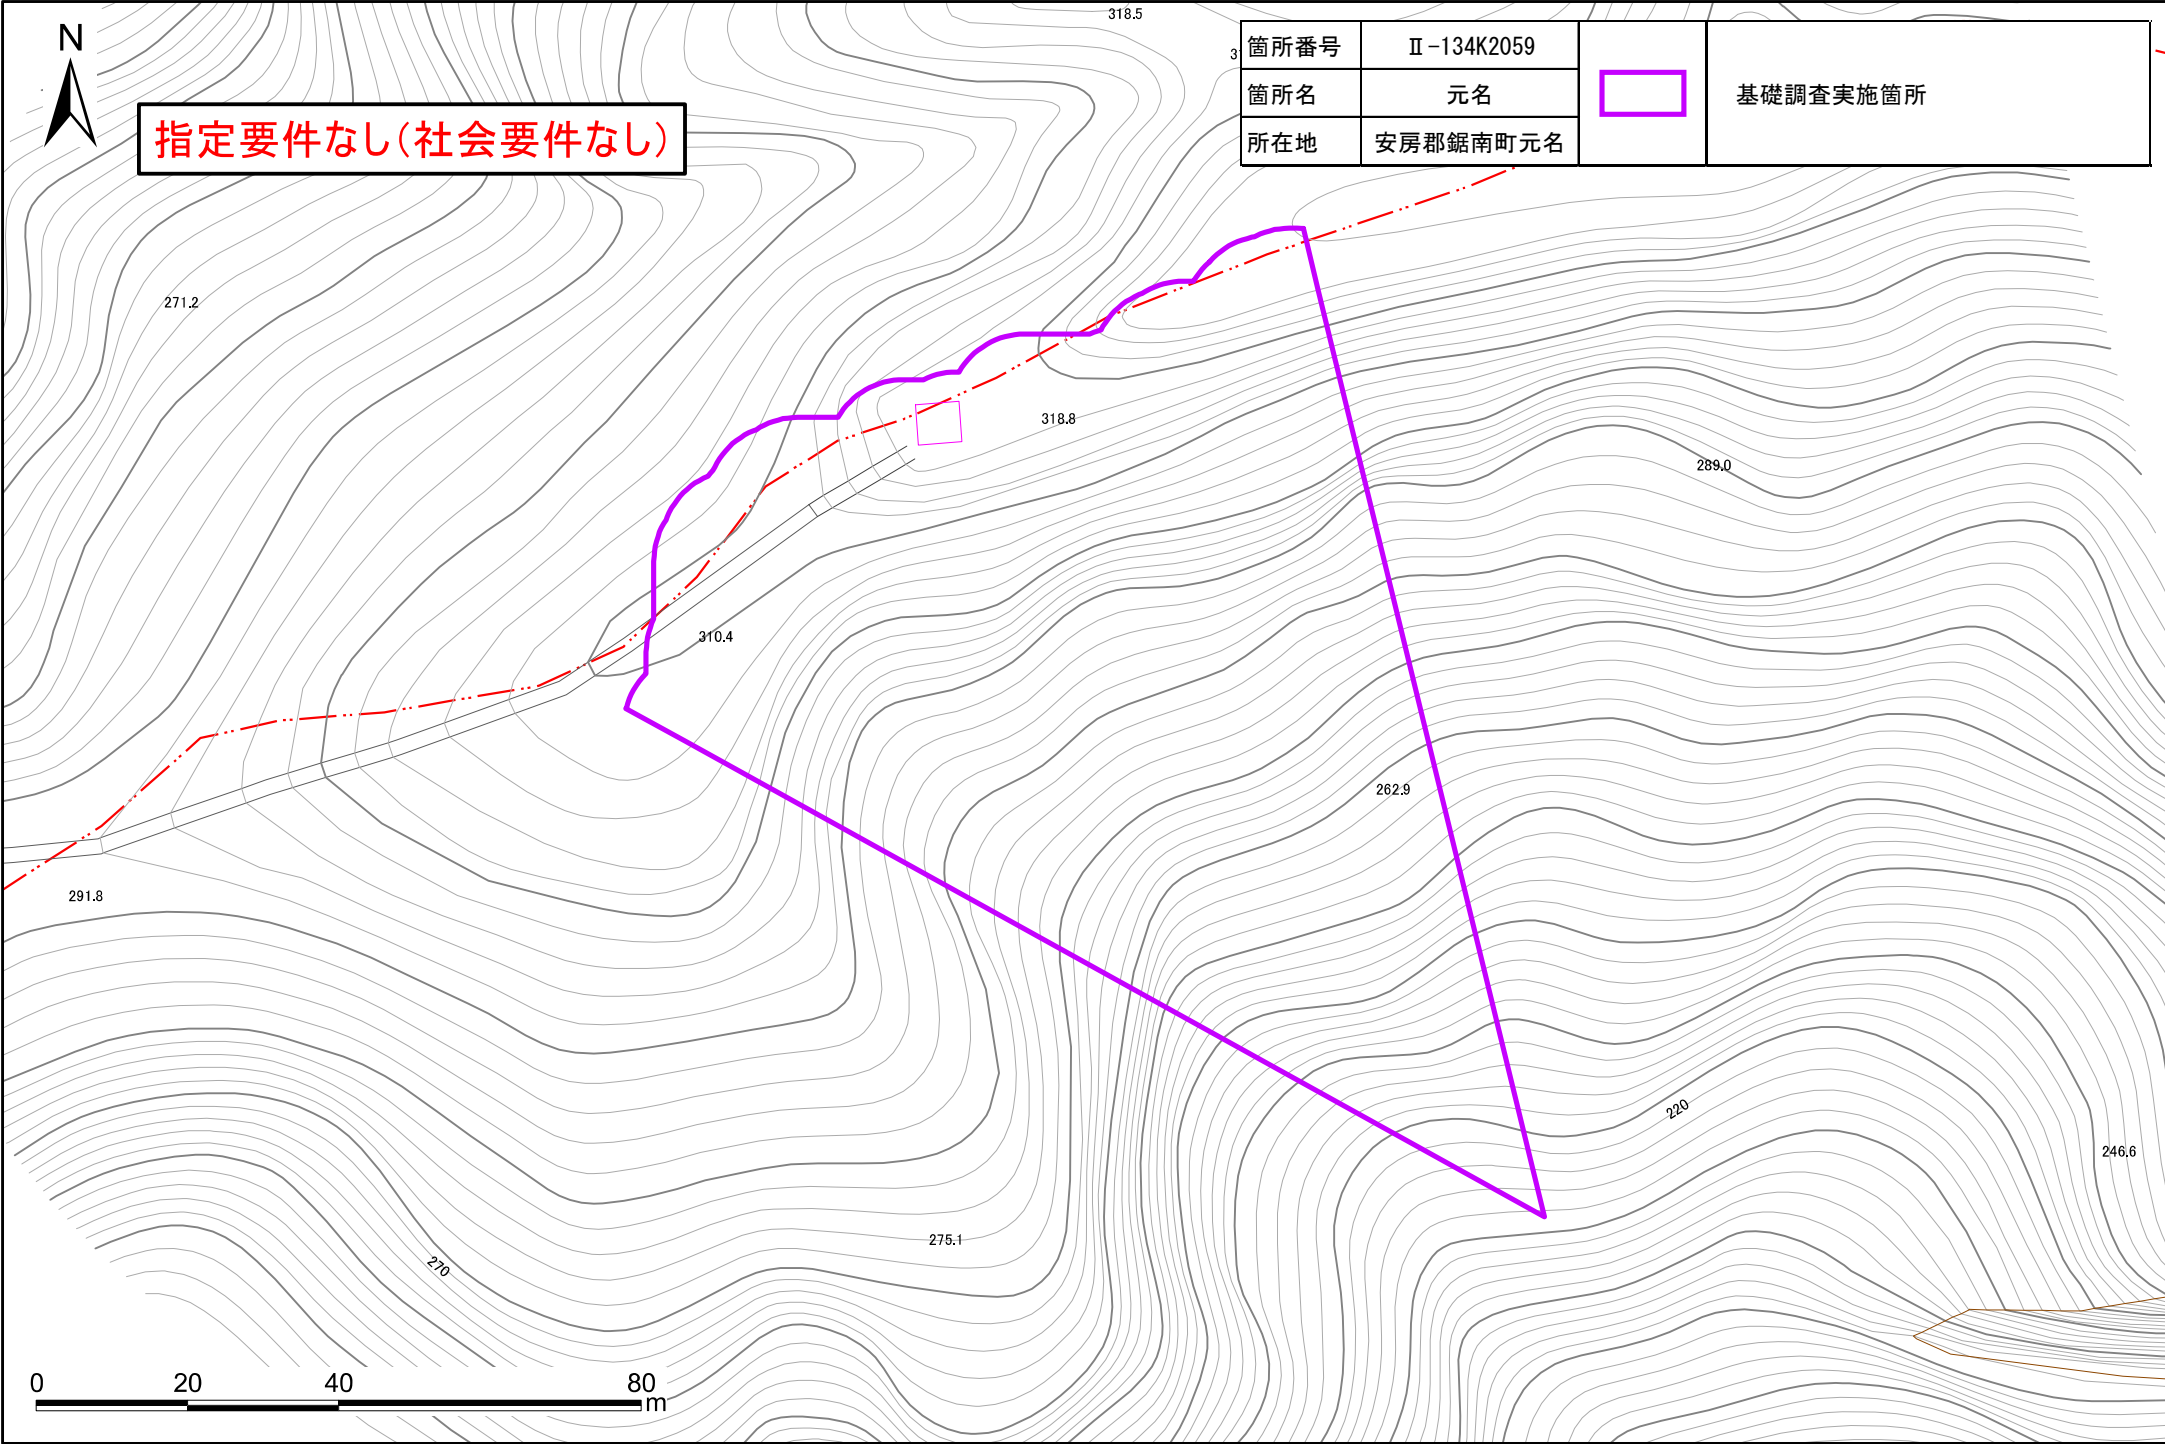 N
指定要件なし(社会要件なし)
箇所番号 Ⅱ-134K2059
箇所名 元名
所在地 安房郡鋸南町元名
基礎調査実施箇所
318.5
271.2
318.8
289.0
310.4
262.9
291.8
220
246.6
275.1
270
0 20 40 80
m